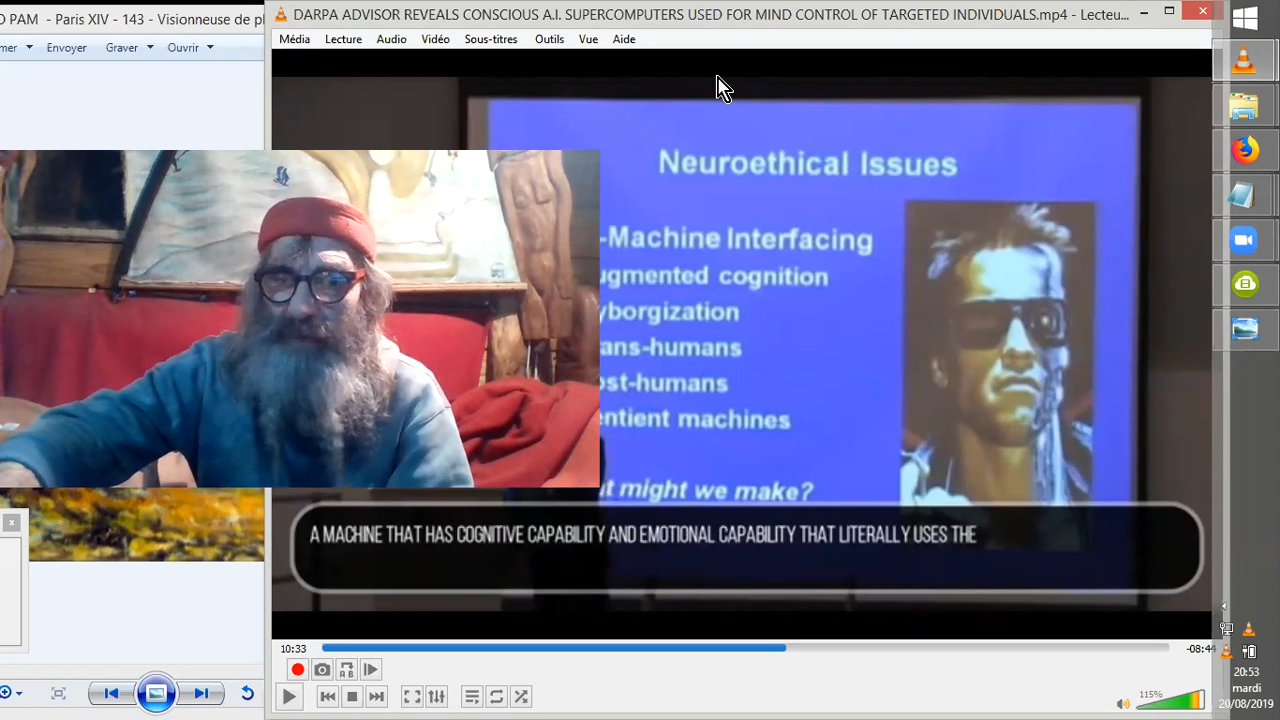 O PAM - Paris XIV - 143 - Visionneuse de pl
DARPA ADVISOR REVEALS CONSCIOUS A.I. SUPERCOMPUTERS USED FOR MIND CONTROL OF TARGETED INDIVIDUALS.mp4 - Lecteu...
mer Envoyer Graver Ouvrir
Média Lecture Audio Vidéo Sous-titres Outils Vue Aide
Neuroethical Issues
-Machine Interfacing
ugmented cognition
yborgization
ans-humans
ost-humans
entient machines
t might we make?
A MACHINE THAT HAS COGNITIVE CAPABILITY AND EMOTIONAL CAPABILITY THAT LITERALLY USES THE
10:33
-08:44
115%
20:53
mardi
20/08/2019